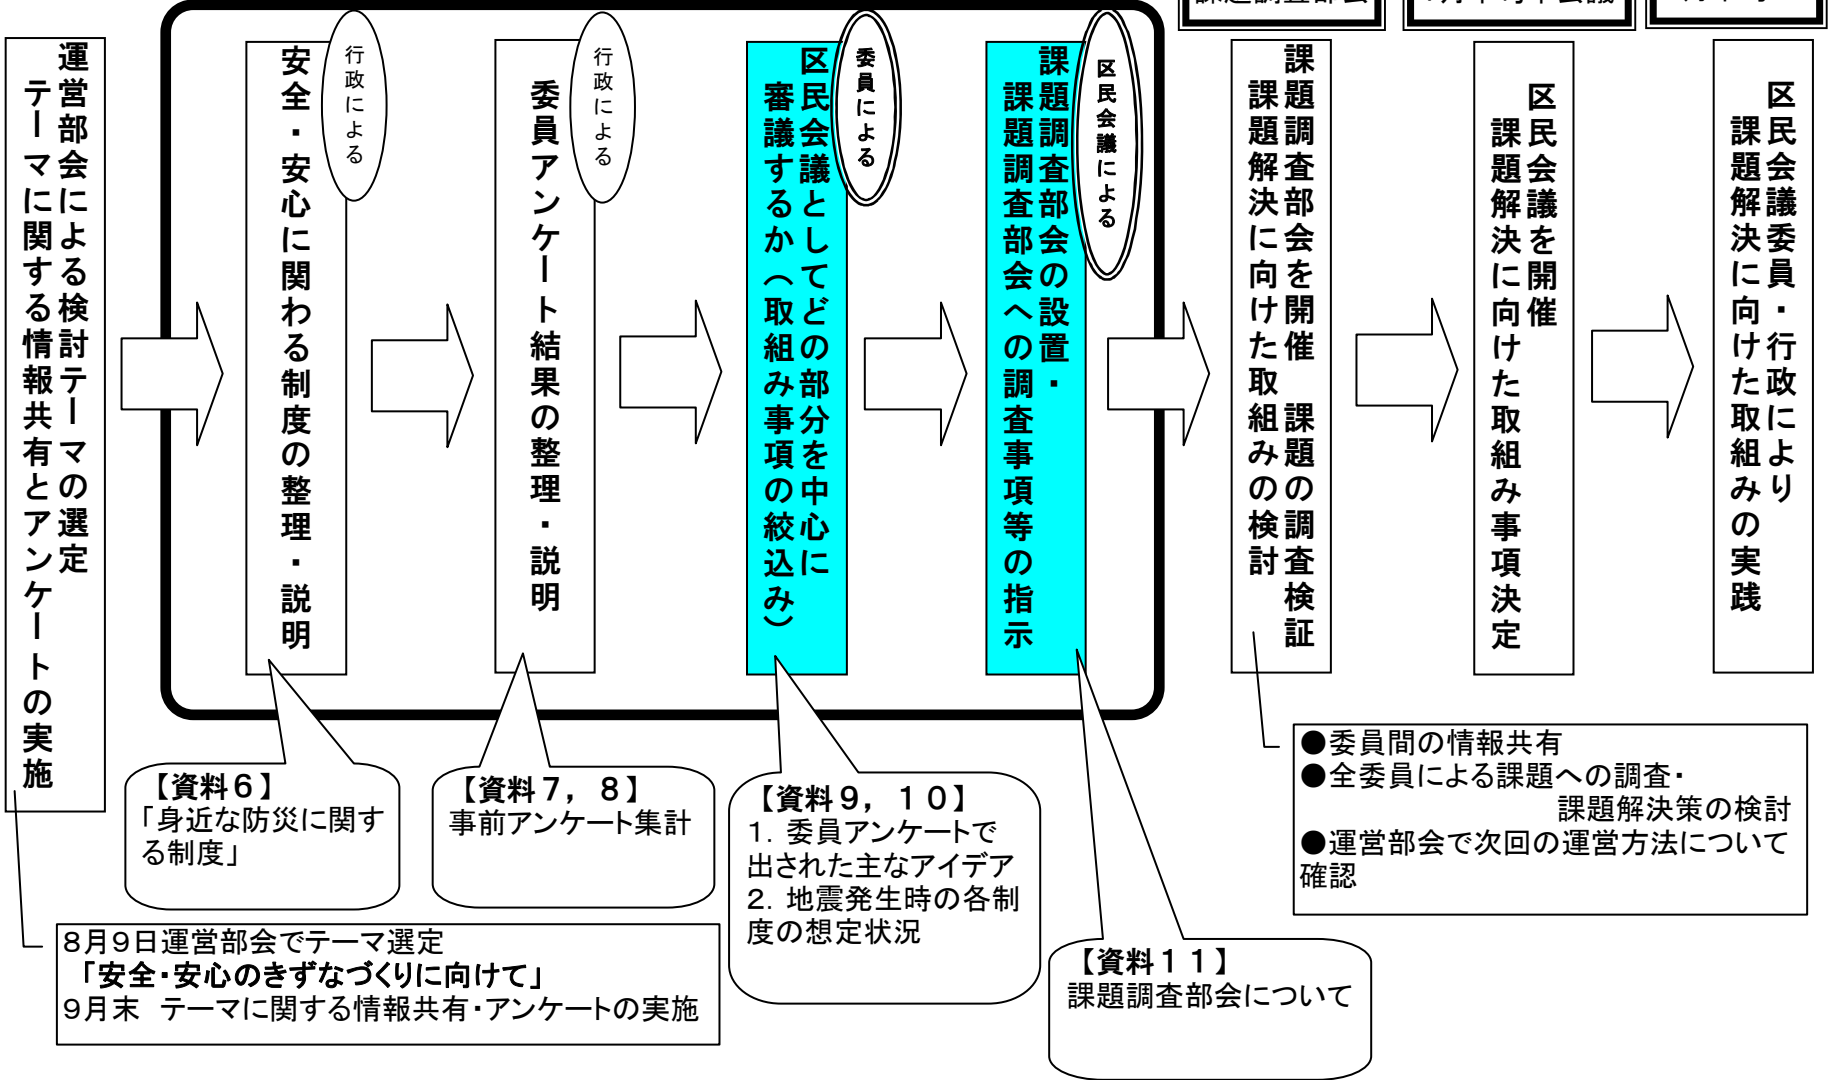 課題調査部会
運営部会による検討テーマの選定
テーマに関する情報共有とアンケートの実施
行政による
安全・安心に関わる制度の整理・説明
行政による
委員アンケート結果の整理・説明
委員による
区民会議としてどの部分を中心に
審議するか（取組み事項の絞込み）
区民会議による
課題調査部会の設置・
課題調査部会への調査事項等の指示
課題調査部会を開催　課題の調査検証
課題解決に向けた取組みの検討
区民会議を開催
課題解決に向けた取組み事項決定
区民会議委員・行政により
課題解決に向けた取組みの実践
【資料６】
「身近な防災に関す
る制度」
【資料７，８】
事前アンケート集計
【資料９，１０】
１．委員アンケートで
出された主なアイデア
２．地震発生時の各制
度の想定状況
【資料１１】
課題調査部会について
●委員間の情報共有
●全委員による課題への調査・
課題解決策の検討
●運営部会で次回の運営方法について
確認
８月９日運営部会でテーマ選定
「安全・安心のきずなづくりに向けて」
９月末　テーマに関する情報共有・アンケートの実施